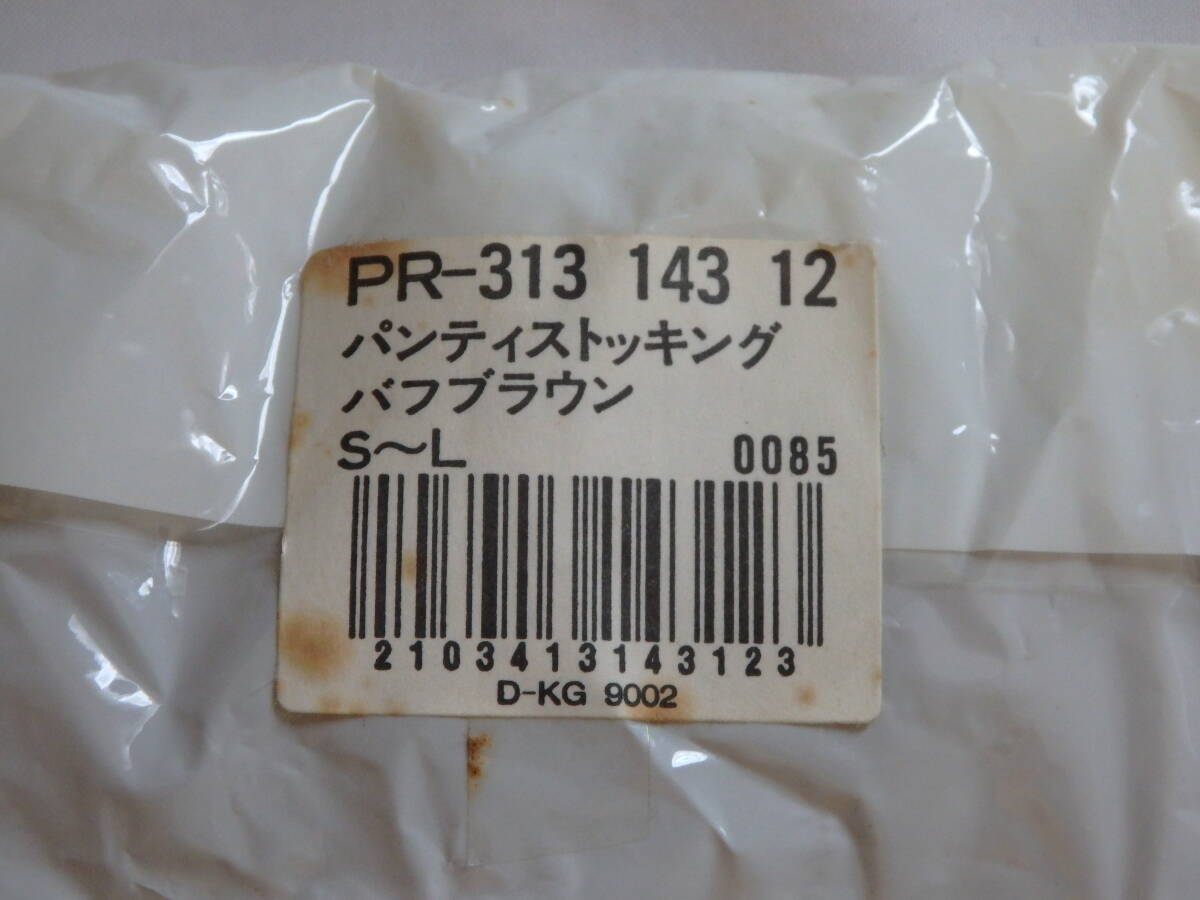 PR-313 143 12
パンティストッキング
バフブラウン
S～L 0085
2103413143123
D-KG 9002